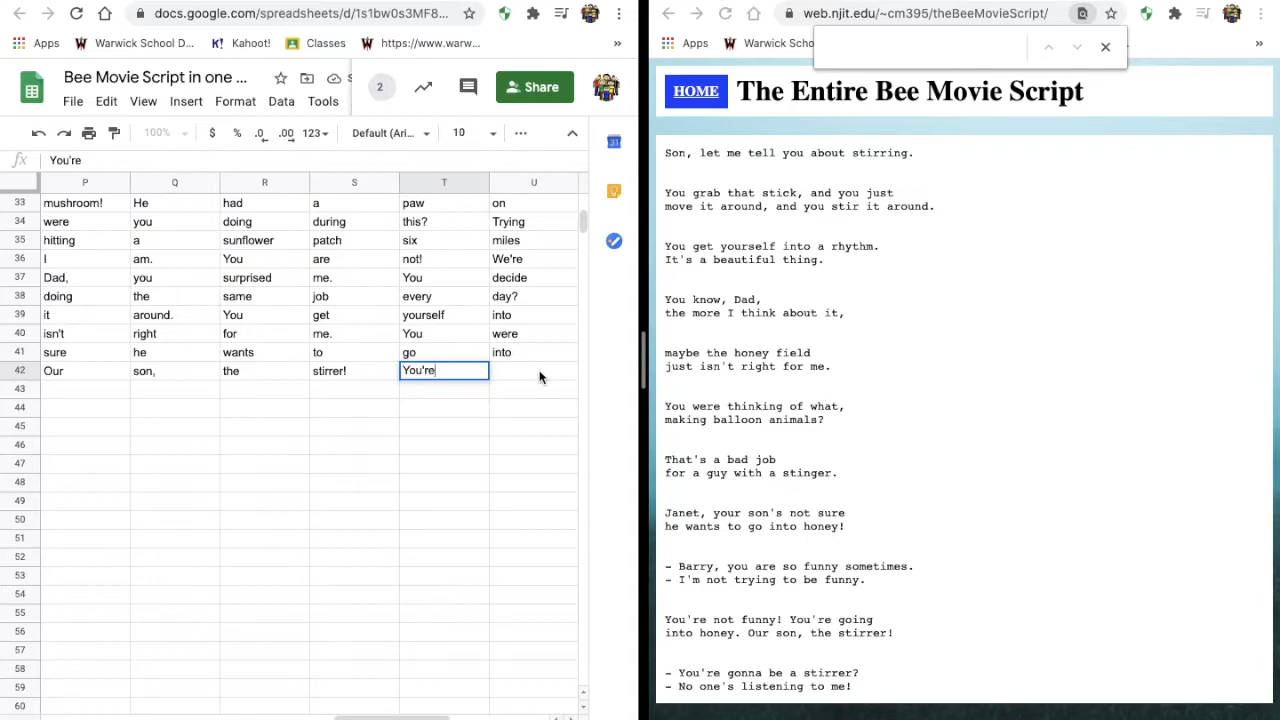 docs.google.com/spreadsheets/d/1s1bs0s3MF8...
Apps Warwick School D... Kahoot! Classes https://www.warw... »
Bee Movie Script in one ... S
File Edit View Insert Format Data Tools
2
Share
100% $ % .0 .00 123 Default (Ari... 10
fx You're
31
P Q R S T U
33 mushroom! He had a paw on
34 were you doing during this? Trying
35 hitting a sunflower patch six miles
36 I am. You are not! We're
37 Dad, you surprised me. You decide
38 doing the same job every day?
39 it around. You get yourself into
40 isn't right for me. You were
41 sure he wants to go into
42 Our son, the stirrer! You're
43
44
45
46
47
48
49
50
51
52
53
54
55
56
57
58
59
60
web.njit.edu/~cm395/theBeeMovieScript/
Apps Warwick Scho »
HOME The Entire Bee Movie Script
Son, let me tell you about stirring.
You grab that stick, and you just
move it around, and you stir it around.
You get yourself into a rhythm.
It's a beautiful thing.
You know, Dad,
the more I think about it,
maybe the honey field
just isn't right for me.
You were thinking of what,
making balloon animals?
That's a bad job
for a guy with a stinger.
Janet, your son's not sure
he wants to go into honey!
- Barry, you are so funny sometimes.
- I'm not trying to be funny.
You're not funny! You're going
into honey. Our son, the stirrer!
- You're gonna be a stirrer?
- No one's listening to me!